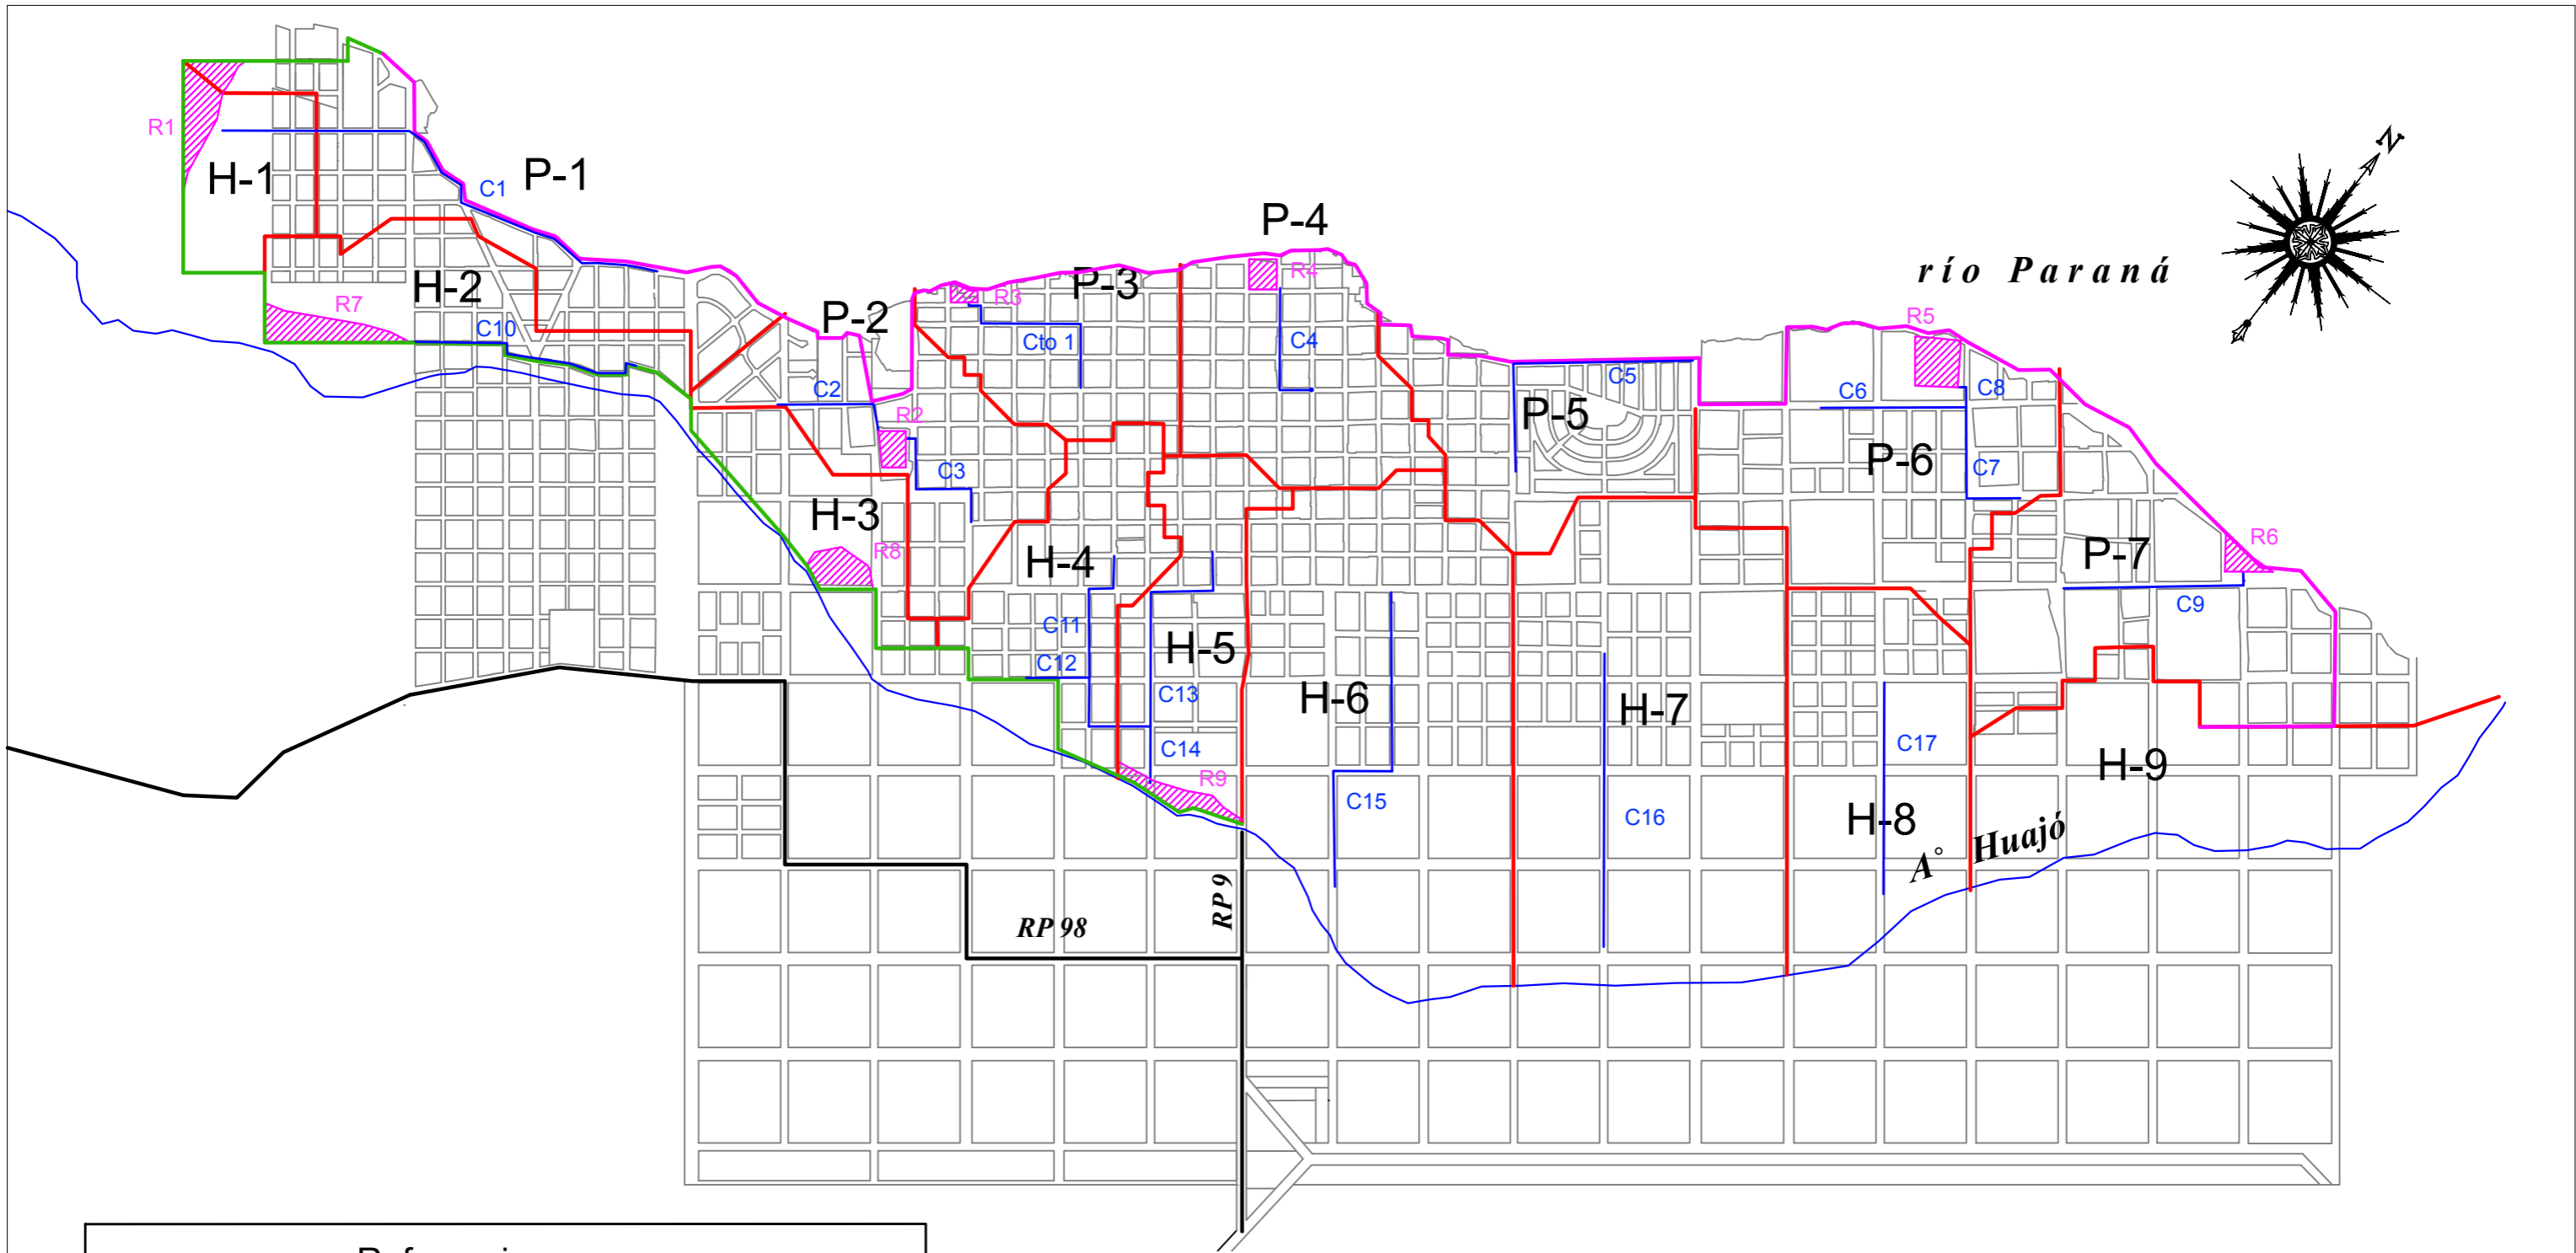 N
R1
H-1
P-1
C1
P-4
río Paraná
R4
P-3
R3
H-2
R7
C10
P-2
Cto 1
C4
R5
C5
C6
C8
C2
R2
P-5
C3
P-6
C7
H-3
R8
H-4
P-7
R6
C9
C11
C12
H-5
C13
H-6
H-7
C14
R9
C15
C16
C17
H-8
H-9
A° Huajó
RP 9
RP 98